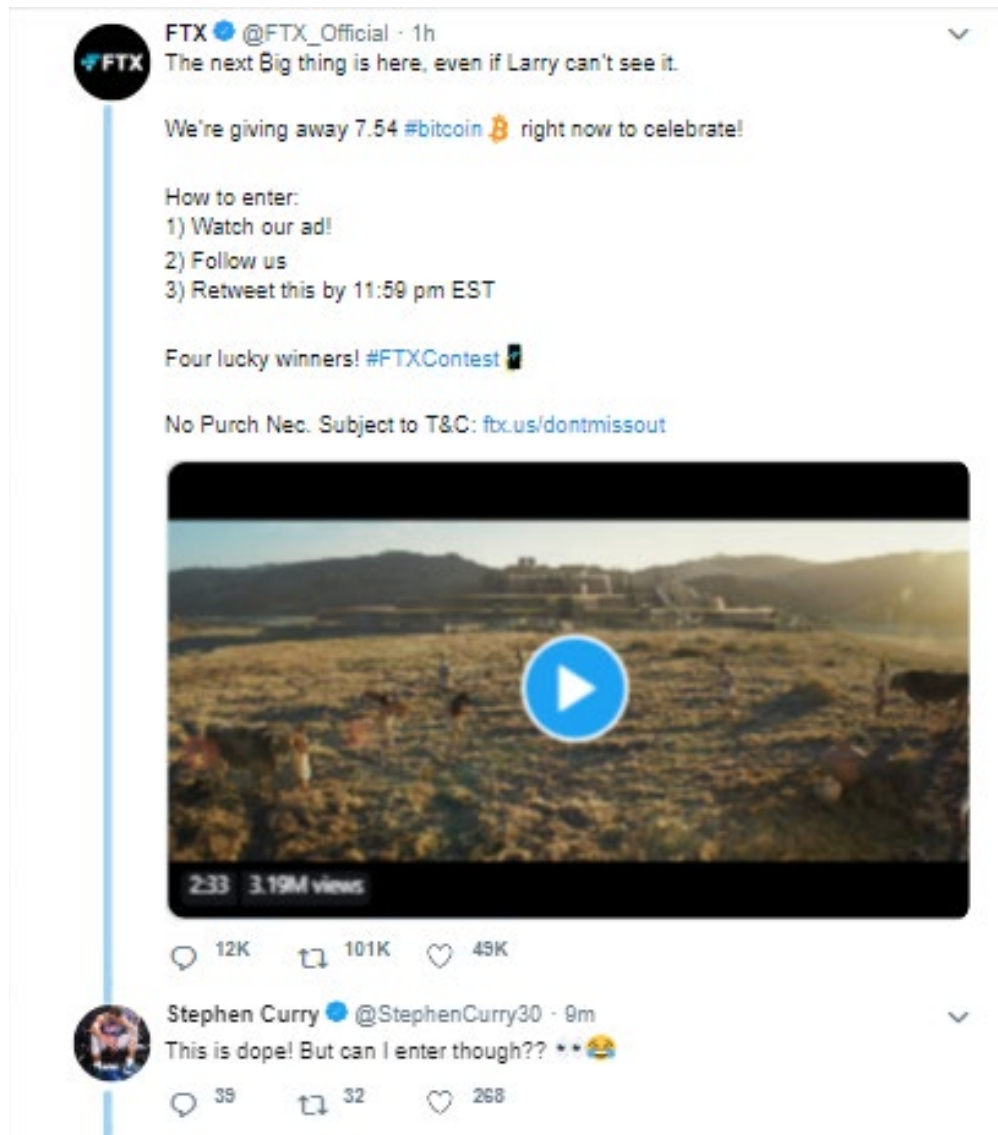 FTX @FTX_Official · 1h
FTX
The next Big thing is here, even if Larry can't see it.
We're giving away 7.54 #bitcoin right now to celebrate!
How to enter:
1) Watch our ad!
2) Follow us
3) Retweet this by 11:59 pm EST
Four lucky winners! #FTXContest
No Purch Nec. Subject to T&C: ftx.us/dontmissout
2:33 3.19M views
12K 101K 49K
Stephen Curry @StephenCurry30 · 9m
This is dope! But can I enter though?? 👀😂
39 32 268